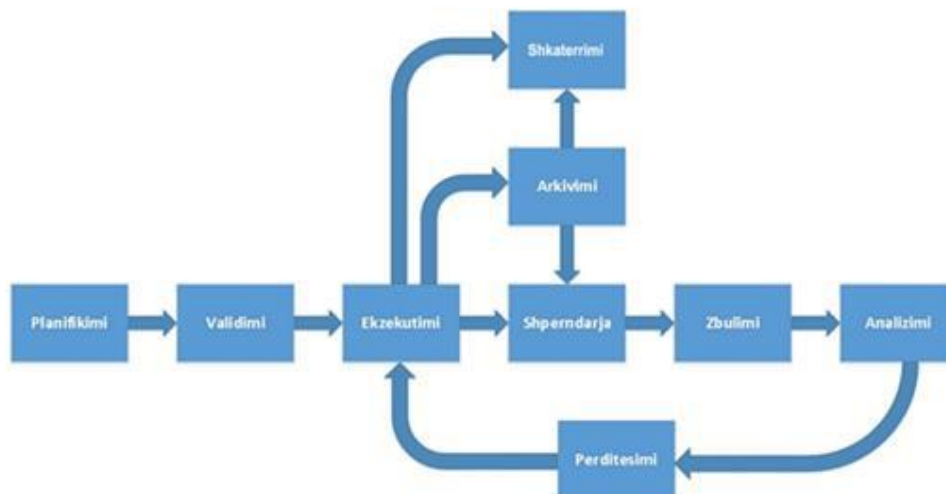 Shkaterrimi
Arkivimi
Planifikimi
Validimi
Ekzekutimi
Shperndarja
Zbulimi
Analizimi
Perditesimi